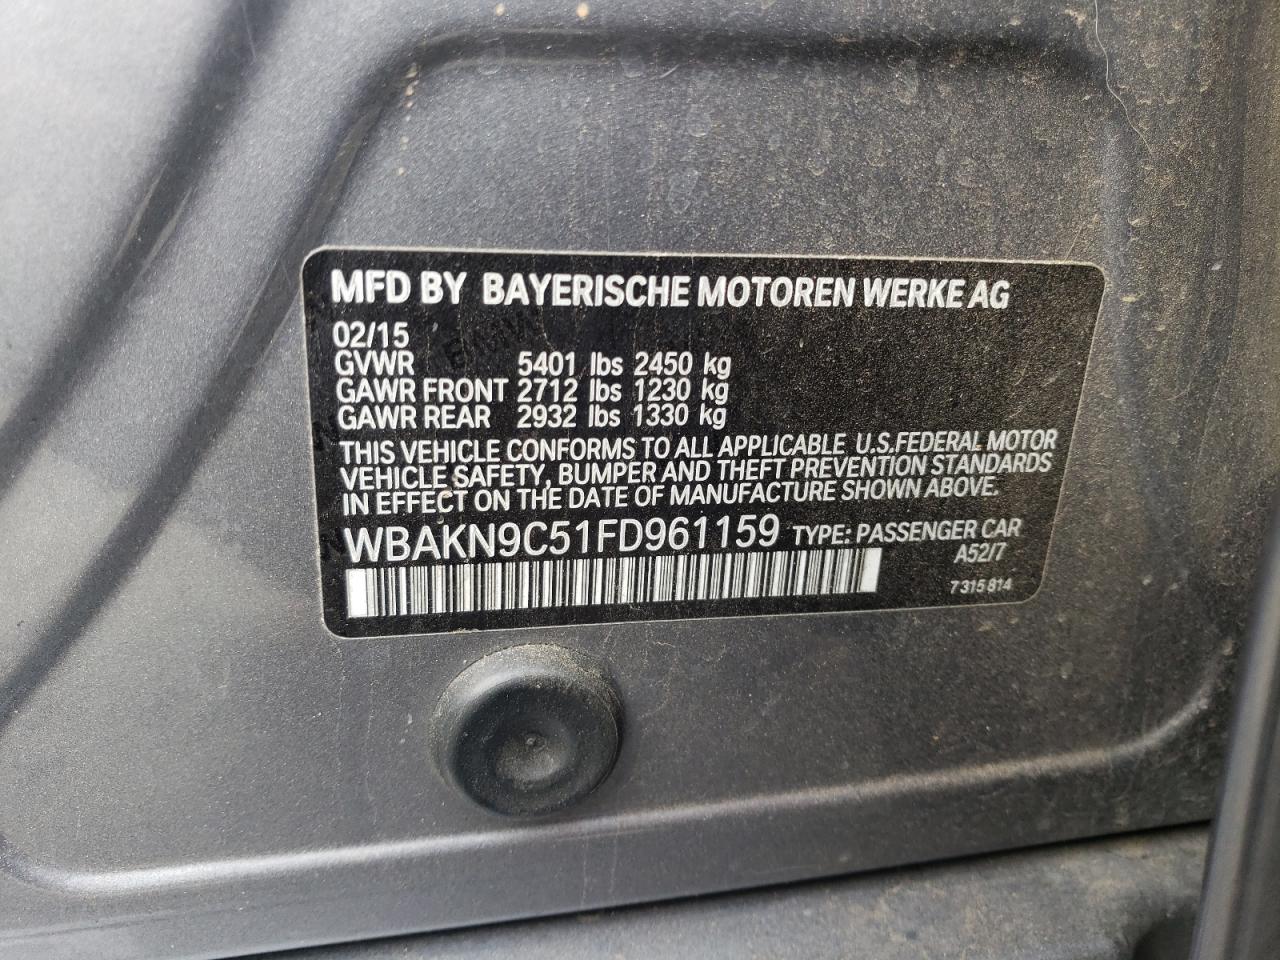 MFD BY BAYERISCHE MOTOREN WERKE AG
02/15
GVWR 5401 lbs 2450 kg
GAWR FRONT 2712 lbs 1230 kg
GAWR REAR 2932 lbs 1330 kg
THIS VEHICLE CONFORMS TO ALL APPLICABLE U.S.FEDERAL MOTOR
VEHICLE SAFETY, BUMPER AND THEFT PREVENTION STANDARDS
IN EFFECT ON THE DATE OF MANUFACTURE SHOWN ABOVE.
WBAKN9C51FD961159 TYPE: PASSENGER CAR
A52/7
7 315 814